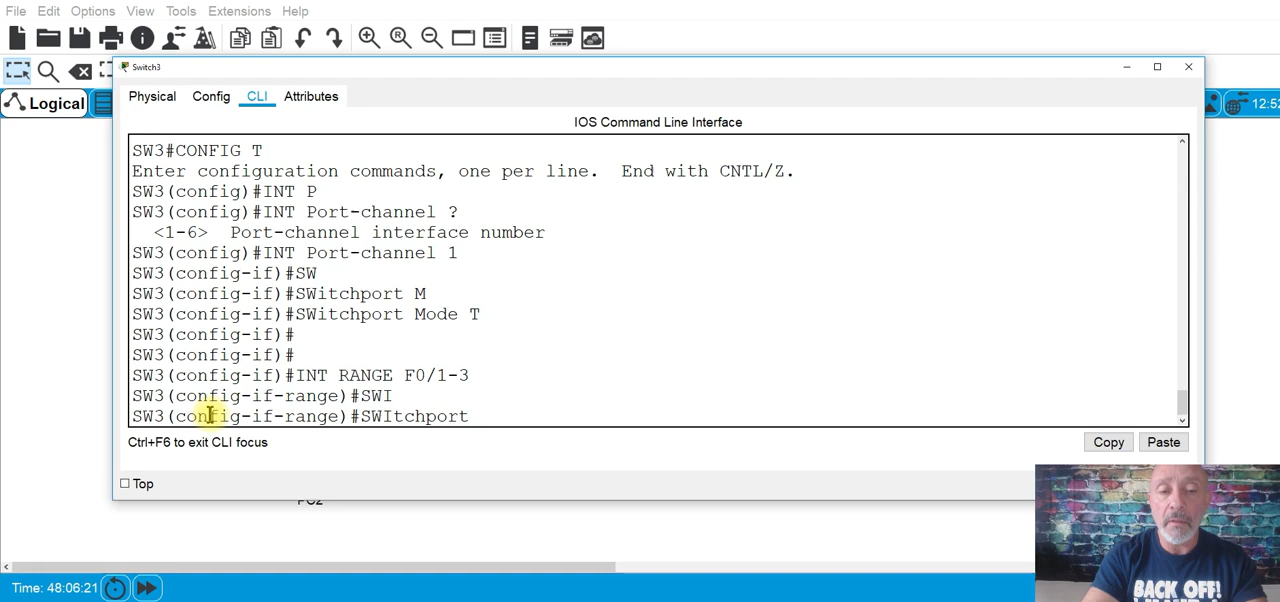 File Edit Options View Tools Extensions Help
Switch3
Logical
12:52
Physical Config CLI Attributes
IOS Command Line Interface
SW3#CONFIG T
Enter configuration commands, one per line. End with CNTL/Z.
SW3(config)#INT P
SW3(config)#INT Port-channel ?
<1-6> Port-channel interface number
SW3(config)#INT Port-channel 1
SW3(config-if)#SW
SW3(config-if)#SWitchport M
SW3(config-if)#SWitchport Mode T
SW3(config-if)#
SW3(config-if)#
SW3(config-if)#INT RANGE F0/1-3
SW3(config-if-range)#SWI
SW3(config-if-range)#SWItchport
Ctrl+F6 to exit CLI focus
Copy Paste
Top
PC2
Time: 48:06:21
BACK OFF!